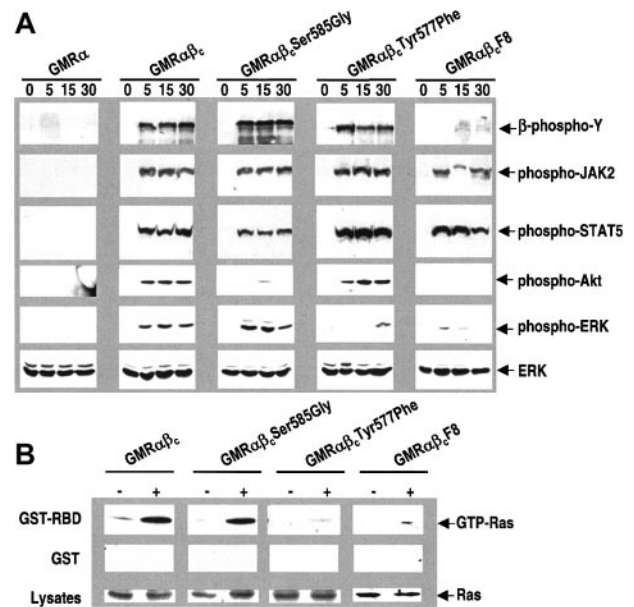 A
GMRα GMRαβc GMRαβcSer585Gly GMRαβcTyr577Phe GMRαβcF8
0 5 15 30 0 5 15 30 0 5 15 30 0 5 15 30 0 5 15 30
β-phospho-Y
phospho-JAK2
phospho-STAT5
phospho-Akt
phospho-ERK
ERK
B
GMRαβc GMRαβcSer585Gly GMRαβcTyr577Phe GMRαβcF8
- + - + - + - +
GST-RBD GTP-Ras
GST
Lysates Ras